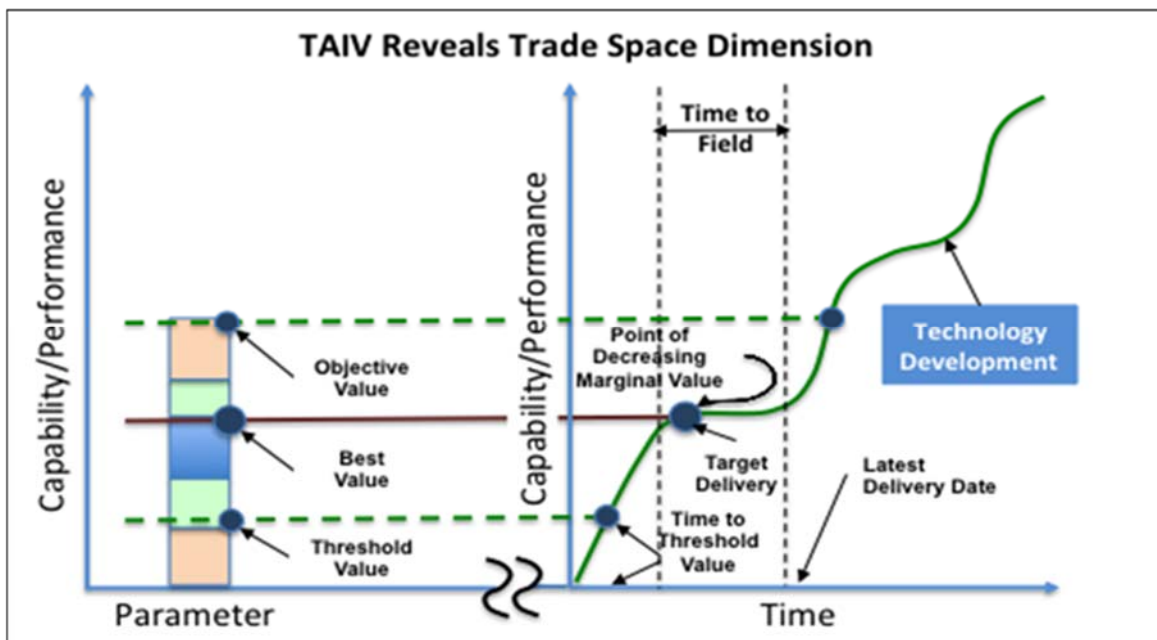 TAIV Reveals Trade Space Dimension
Capability/Performance
Objective
Value
Best
Value
Threshold
Value
Parameter
Capability/Performance
Time to
Field
Point of
Decreasing
Marginal Value
Technology
Development
Target
Delivery
Latest
Delivery Date
Time to
Threshold
Value
Time